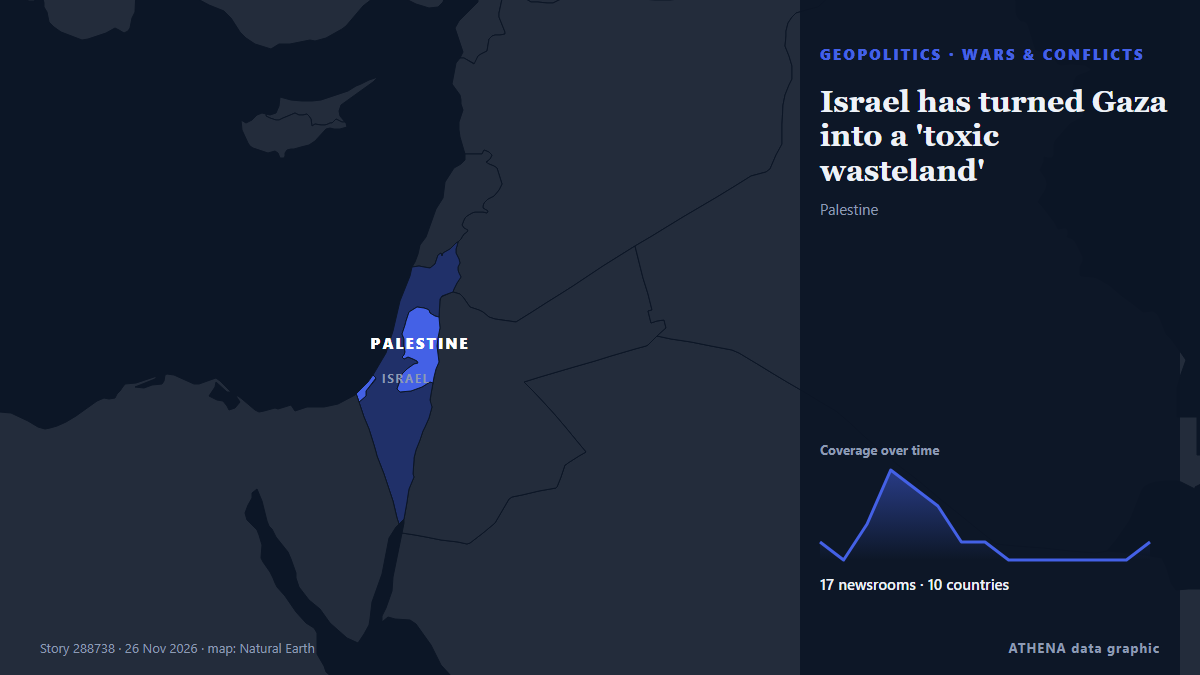 GEOPOLITICS · WARS & CONFLICTS
Israel has turned Gaza
into a 'toxic
wasteland'
Palestine
PALESTINE
ISRAEL
Coverage over time
17 newsrooms · 10 countries
Story 288738 · 26 Nov 2026 · map: Natural Earth
ATHENA data graphic